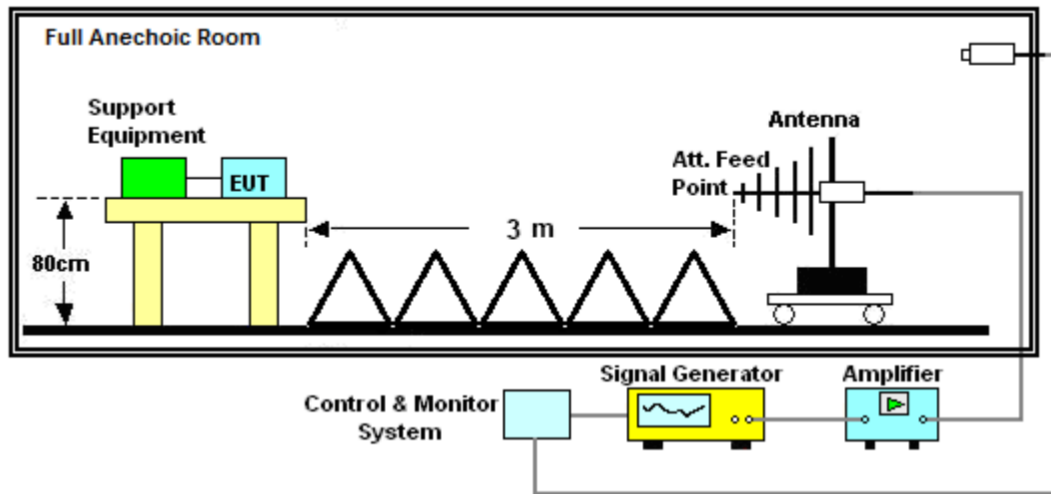 Full Anechoic Room
Support
Equipment
EUT
80cm
3 m
Att. Feed
Point
Antenna
Control & Monitor
System
Signal Generator
Amplifier